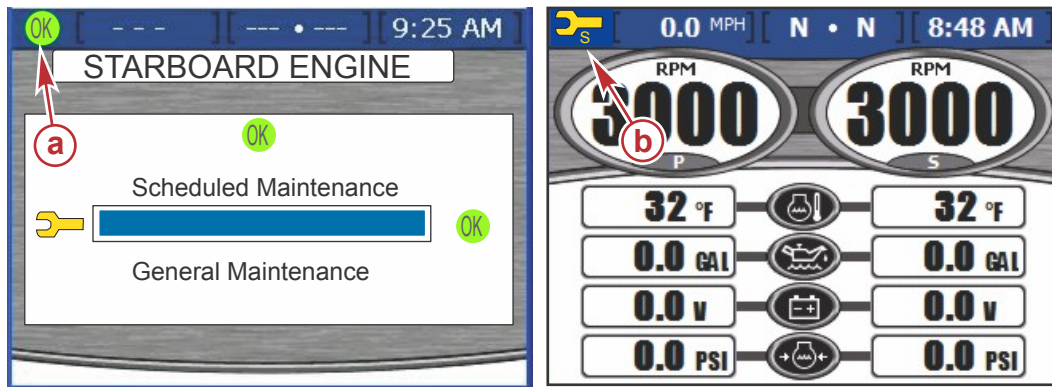 OK [ - - - ][ --- • --- ][ 9:25 AM ]
STARBOARD ENGINE
a
OK
Scheduled Maintenance
OK
General Maintenance
S [ 0.0 MPH ][ N • N ][ 8:48 AM ]
RPM RPM
3000 3000
b
P S
32 °F 32 °F
0.0 GAL 0.0 GAL
0.0 V 0.0 V
0.0 PSI 0.0 PSI